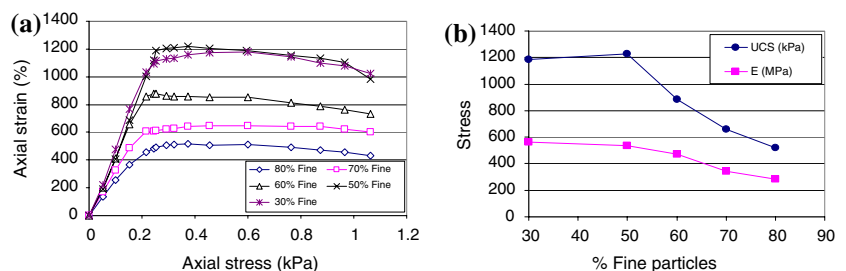 (a)
1400
1200
1000
800
600
400
200
0
Axial strain (%)
0 0.2 0.4 0.6 0.8 1 1.2
Axial stress (kPa)
80% Fine 70% Fine
60% Fine 50% Fine
30% Fine
(b)
1400
1200
1000
800
600
400
200
0
Stress
30 40 50 60 70 80 90
% Fine particles
UCS (kPa)
E (MPa)